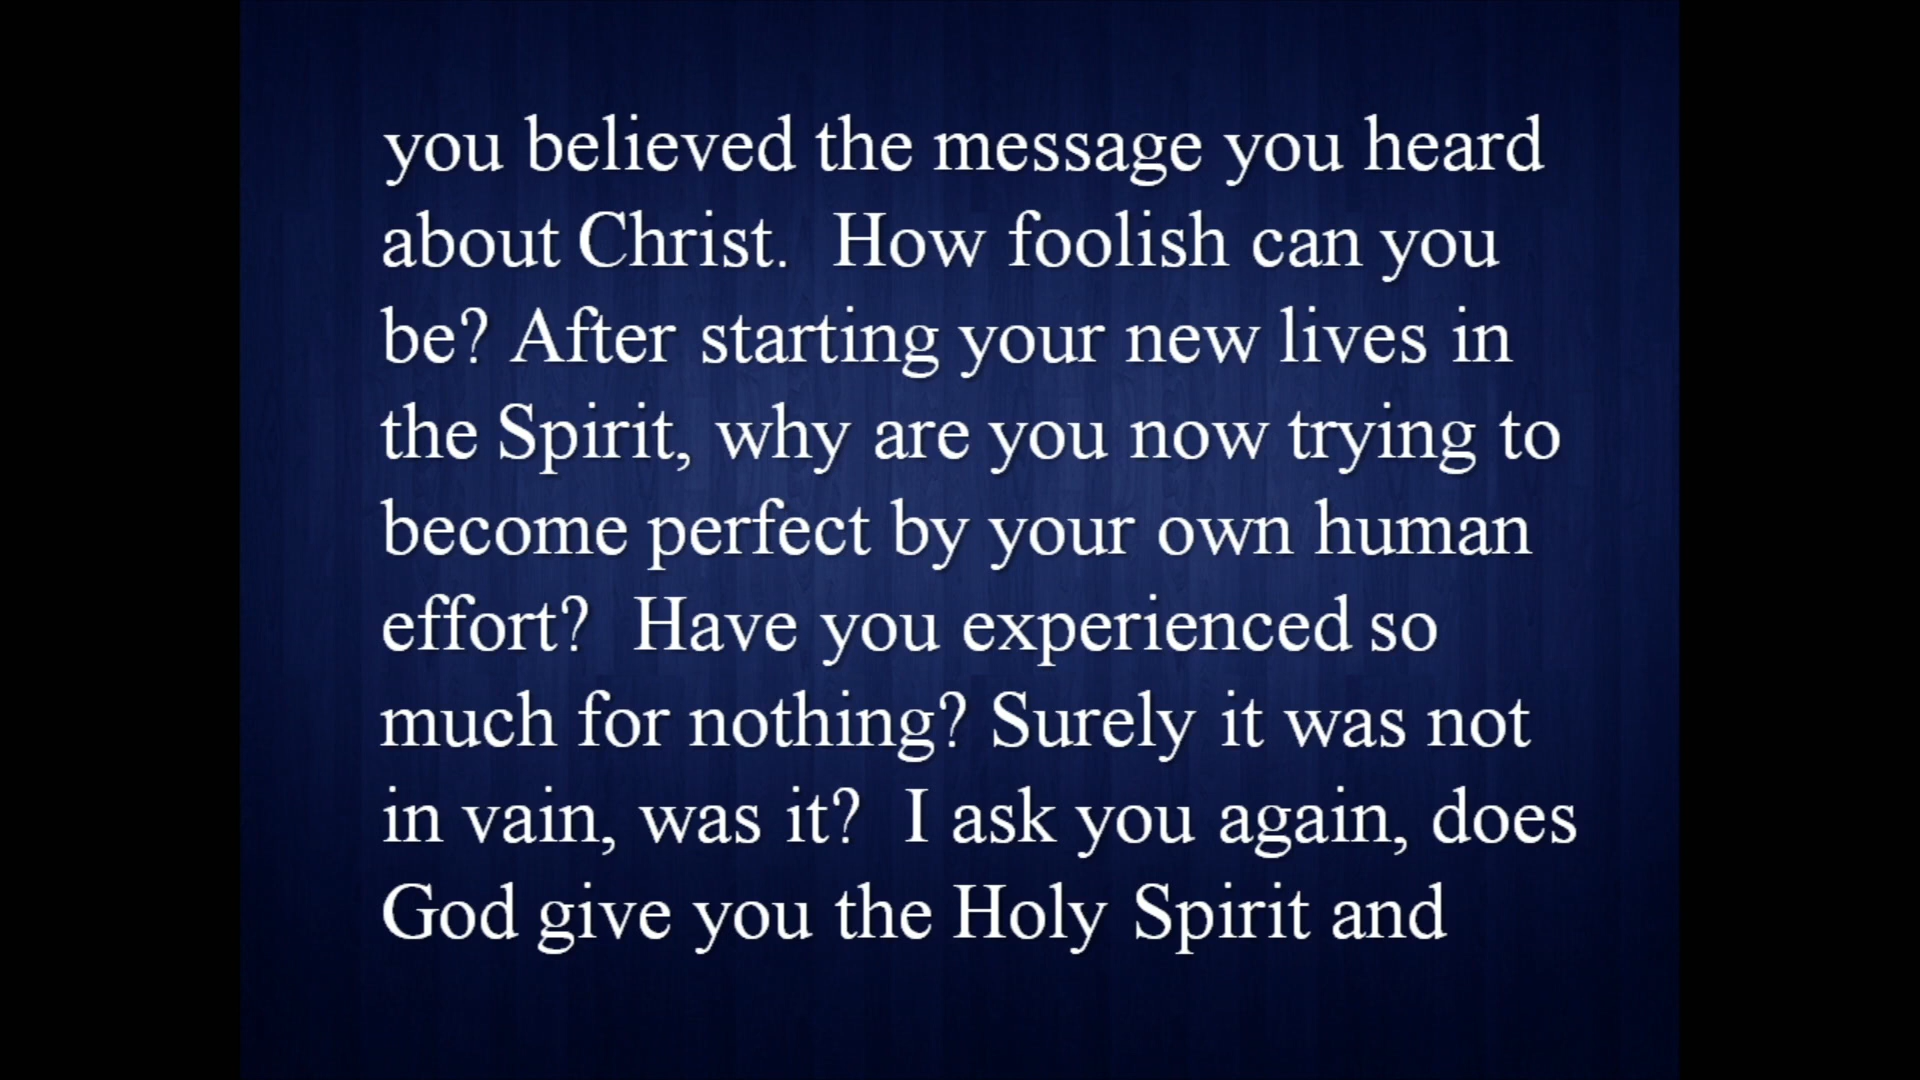 you believed the message you heard
about Christ.  How foolish can you
be? After starting your new lives in
the Spirit, why are you now trying to
become perfect by your own human
effort?  Have you experienced so
much for nothing? Surely it was not
in vain, was it?  I ask you again, does
God give you the Holy Spirit and